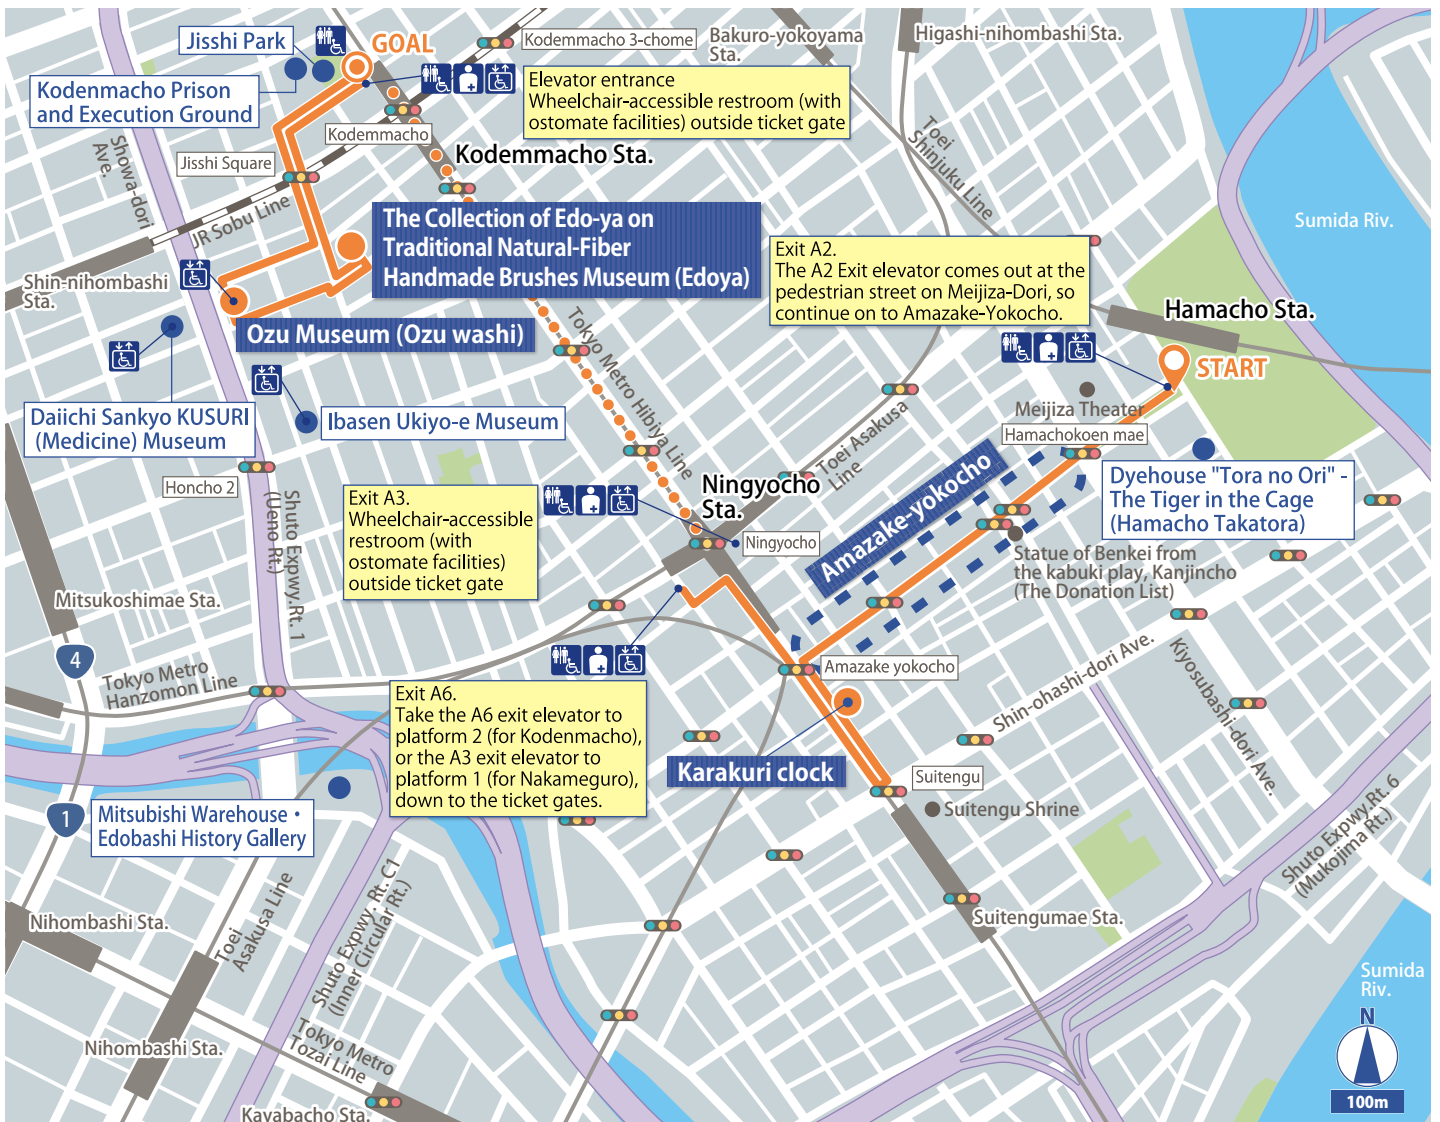 Jisshi Park
GOAL
Kodemmacho 3-chome
Bakuro-yokoyama
Sta.
Higashi-nihombashi Sta.
Kodenmacho Prison
and Execution Ground
Elevator entrance
Wheelchair-accessible restroom (with
ostomate facilities) outside ticket gate
Kodemmacho
Kodemmacho Sta.
Toei
Shinjuku Line
Showa-dori
Ave.
Jisshi Square
JR Sobu Line
The Collection of Edo-ya on
Traditional Natural-Fiber
Handmade Brushes Museum (Edoya)
Sumida Riv.
Exit A2.
The A2 Exit elevator comes out at the
pedestrian street on Meijiza-Dori, so
continue on to Amazake-Yokocho.
Shin-nihombashi
Sta.
Hamacho Sta.
START
Ozu Museum (Ozu washi)
Tokyo Metro Hibiya Line
Meijiza Theater
Hamachokoen mae
Daiichi Sankyo KUSURI
(Medicine) Museum
Ibasen Ukiyo-e Museum
Toei Asakusa
Line
Amazake-yokocho
Dyehouse "Tora no Ori" -
The Tiger in the Cage
(Hamacho Takatora)
Honcho 2
Shuto Expwy.Rt. 1
(Ueno Rt.)
Exit A3.
Wheelchair-accessible
restroom (with
ostomate facilities)
outside ticket gate
Ningyocho
Sta.
Ningyocho
Statue of Benkei from
the kabuki play, Kanjincho
(The Donation List)
Mitsukoshimae Sta.
4
Tokyo Metro
Hanzomon Line
Amazake yokocho
Shin-ohashi-dori Ave.
Kiyosubashi-dori Ave.
Exit A6.
Take the A6 exit elevator to
platform 2 (for Kodenmacho),
or the A3 exit elevator to
platform 1 (for Nakameguro),
down to the ticket gates.
Karakuri clock
Suitengu
Suitengu Shrine
1
Mitsubishi Warehouse・
Edobashi History Gallery
Shuto Expwy.Rt. 6
(Mukojima Rt.)
Nihombashi Sta.
Toei
Asakusa Line
Shuto Expwy. Rt. C1
(Inner Circular Rt.)
Suitengumae Sta.
Sumida
Riv.
N
100m
Nihombashi Sta.
Tokyo Metro
Tozai Line
Kayabacho Sta.